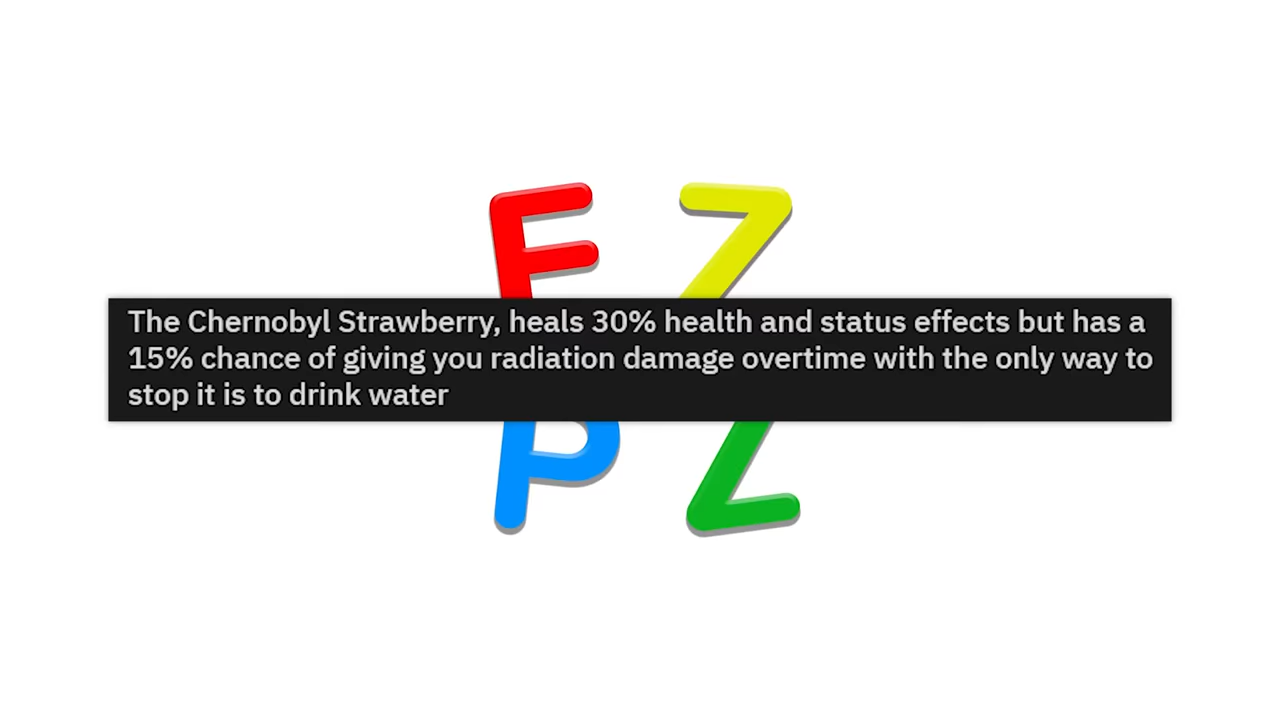 F Z
The Chernobyl Strawberry, heals 30% health and status effects but has a
15% chance of giving you radiation damage overtime with the only way to
stop it is to drink water
P Z